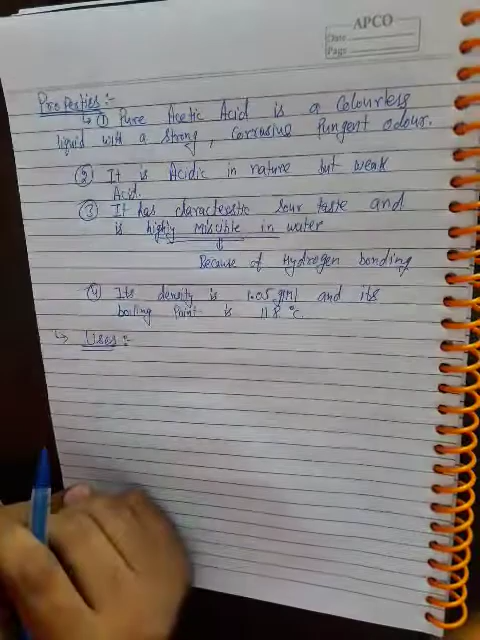 APCO
Date
Page
Properties :-
↳ ① Pure Acetic Acid is a Colourless
liquid with a strong, corrosive Pungent odour.
② It is Acidic in nature but weak
Acid.
③ It has characterstic sour taste and
is highly Miscible in water
Because of Hydrogen bonding
④ Its density is 1.05 g/ml and its
boiling Point is 118 °C
↳ Uses :-